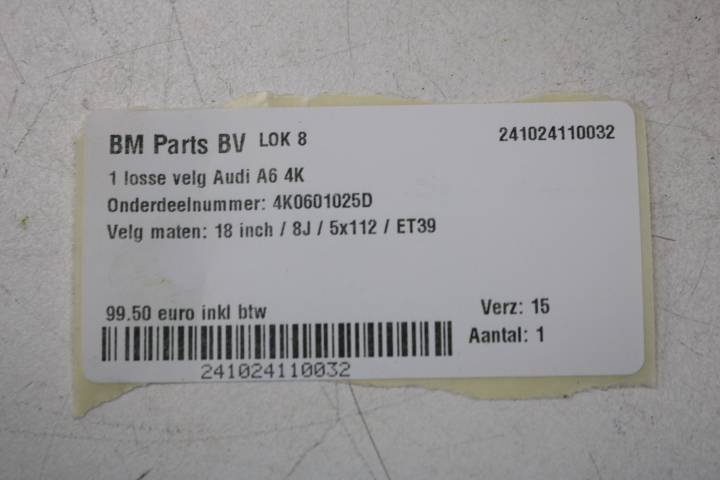 BM Parts BV LOK 8 241024110032
1 losse velg Audi A6 4K
Onderdeelnummer: 4K0601025D
Velg maten: 18 inch / 8J / 5x112 / ET39
99.50 euro inkl btw Verz: 15
Aantal: 1
241024110032